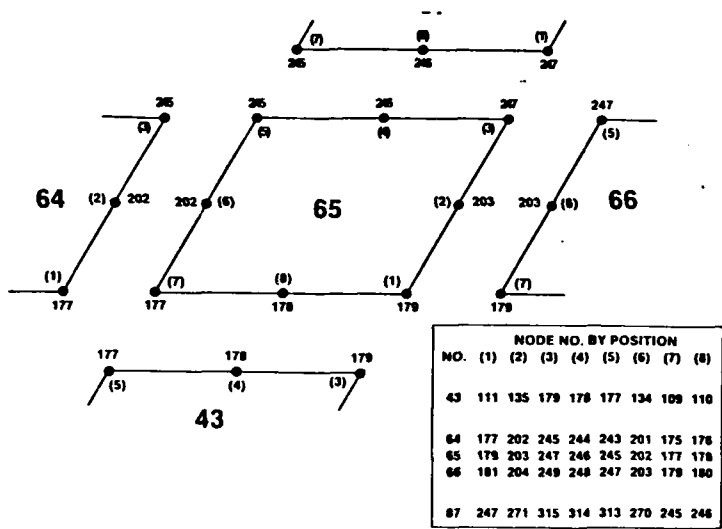 (7) (8) (1)
245 246 247
245 245 246 247 247
(3) (5) (4) (3) (5)
64 (2) 202 202 (6) 65 (2) 203 203 (6) 66
(1) (7) (8) (1) (7)
177 177 178 179 179
177 178 179
(5) (4) (3)
43
NODE NO. BY POSITION
NO. (1) (2) (3) (4) (5) (6) (7) (8)
43 111 135 179 178 177 134 109 110
64 177 202 245 244 243 201 175 176
65 179 203 247 246 245 202 177 178
66 181 204 249 248 247 203 179 180
87 247 271 315 314 313 270 245 246